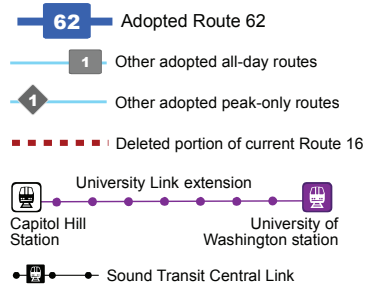 62 Adopted Route 62
1 Other adopted all-day routes
1 Other adopted peak-only routes
Deleted portion of current Route 16
University Link extension
Capitol Hill Station
University of Washington station
Sound Transit Central Link